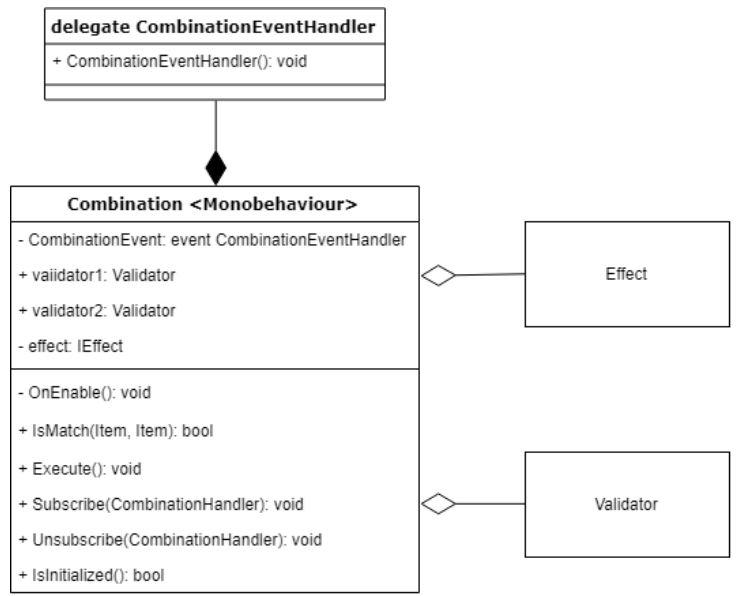 delegate CombinationEventHandler
+ CombinationEventHandler(): void
Combination <Monobehaviour>
- CombinationEvent: event CombinationEventHandler
+ vaiidator1: Validator
+ validator2: Validator
- effect: IEffect
- OnEnable(): void
+ IsMatch(Item, Item): bool
+ Execute(): void
+ Subscribe(CombinationHandler): void
+ Unsubscribe(CombinationHandler): void
+ IsInitialized(): bool
Effect
Validator